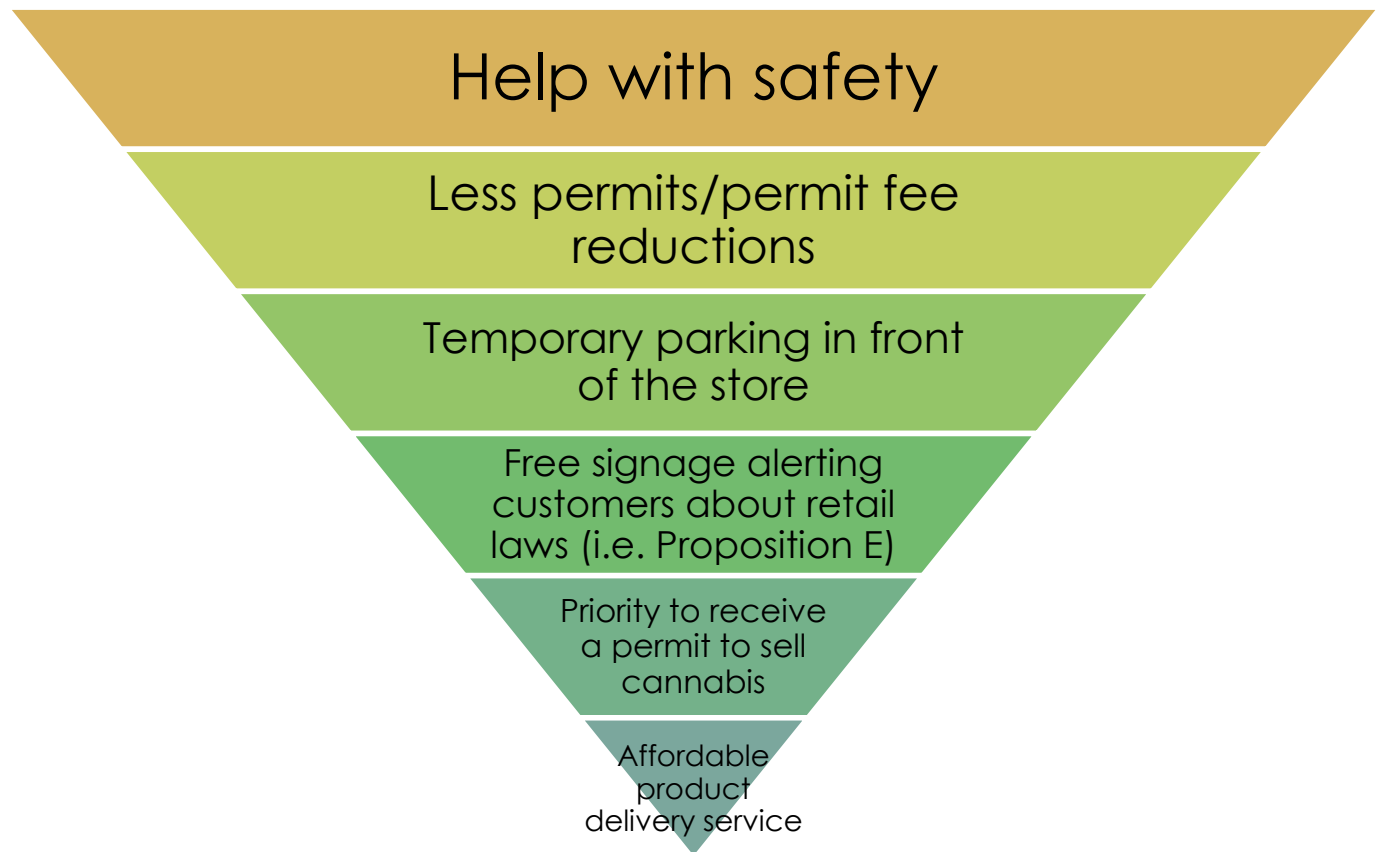 Help with safety
Less permits/permit fee
reductions
Temporary parking in front
of the store
Free signage alerting
customers about retail
laws (i.e. Proposition E)
Priority to receive
a permit to sell
cannabis
Affordable
product
delivery service